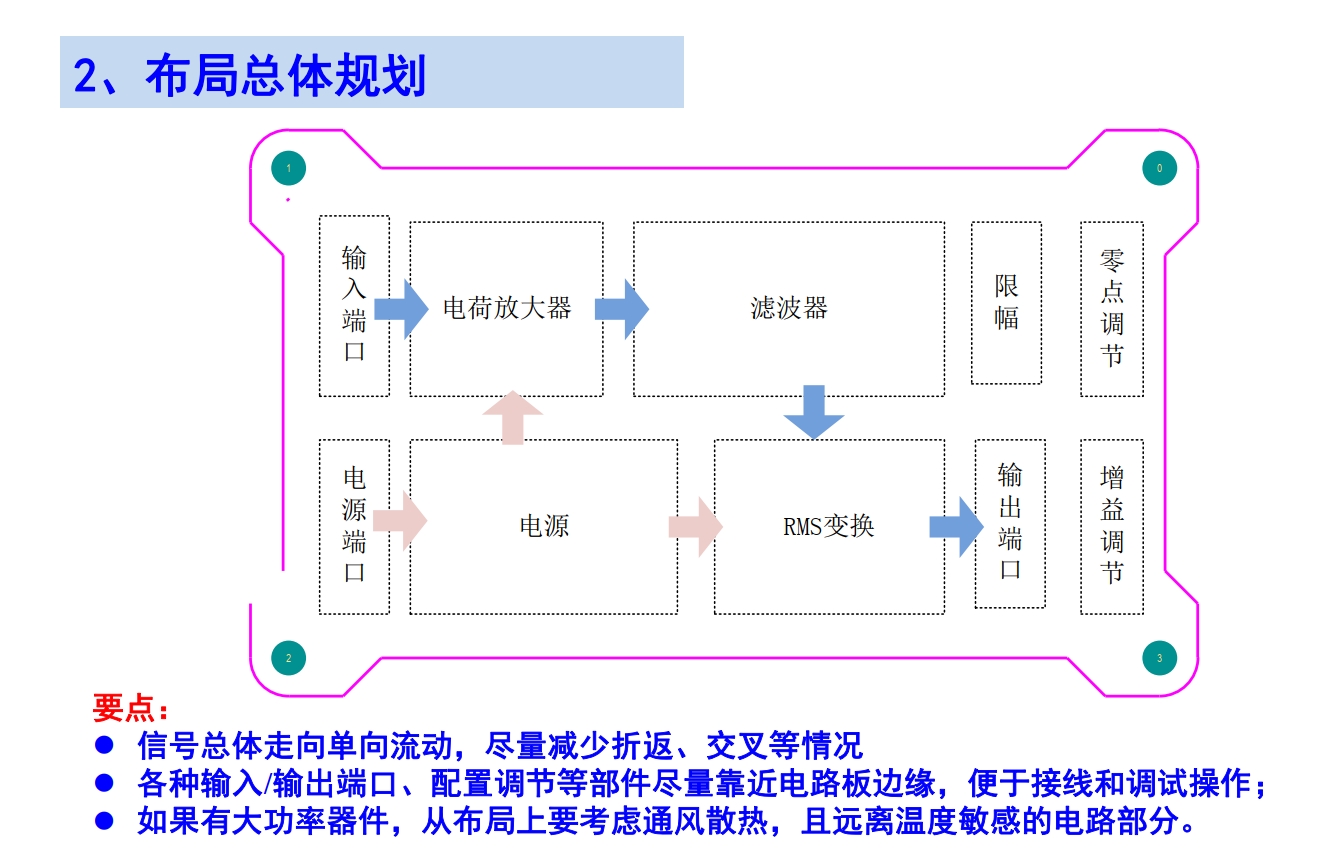 2、布局总体规划
1
0
输入端口
电荷放大器
滤波器
限幅
零点调节
电源端口
电源
RMS变换
输出端口
增益调节
2
3
要点：
● 信号总体走向单向流动，尽量减少折返、交叉等情况
● 各种输入/输出端口、配置调节等部件尽量靠近电路板边缘，便于接线和调试操作；
● 如果有大功率器件，从布局上要考虑通风散热，且远离温度敏感的电路部分。